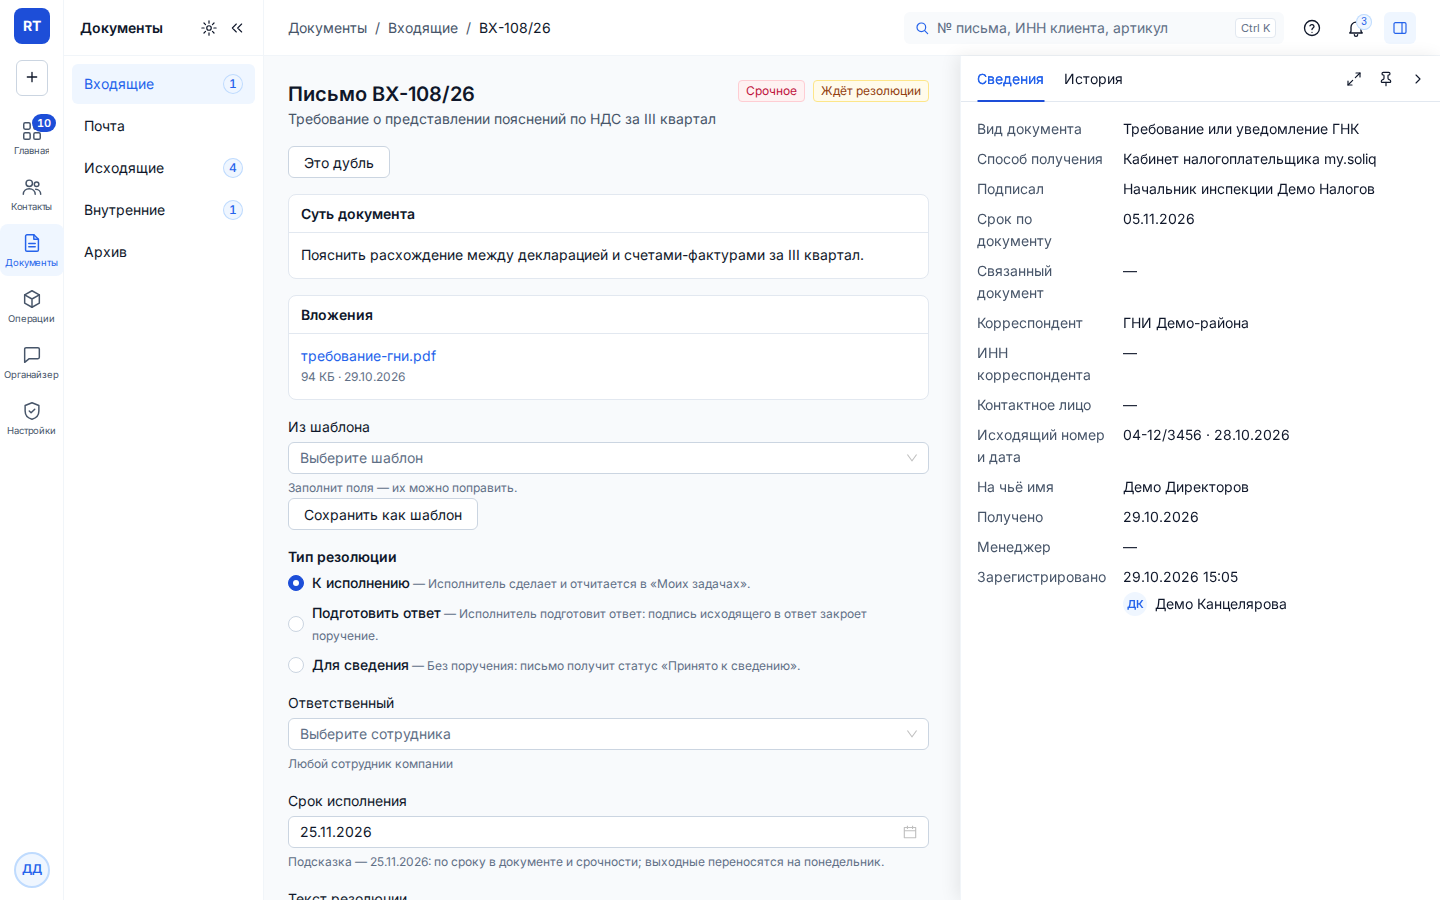 RT
Документы
Документы / Входящие / ВХ-108/26
№ письма, ИНН клиента, артикул
Ctrl K
3
10
Главная
Контакты
Документы
Операции
Органайзер
Настройки
ДД
Входящие 1
Почта
Исходящие 4
Внутренние 1
Архив
Письмо ВХ-108/26
Срочное
Ждёт резолюции
Требование о представлении пояснений по НДС за III квартал
Это дубль
Суть документа
Пояснить расхождение между декларацией и счетами-фактурами за III квартал.
Вложения
требование-гни.pdf
94 КБ · 29.10.2026
Из шаблона
Выберите шаблон
Заполнит поля — их можно поправить.
Сохранить как шаблон
Тип резолюции
К исполнению — Исполнитель сделает и отчитается в «Моих задачах».
Подготовить ответ — Исполнитель подготовит ответ: подпись исходящего в ответ закроет
поручение.
Для сведения — Без поручения: письмо получит статус «Принято к сведению».
Ответственный
Выберите сотрудника
Любой сотрудник компании
Срок исполнения
25.11.2026
Подсказка — 25.11.2026: по сроку в документе и срочности; выходные переносятся на понедельник.
Текст резолюции
Сведения
История
Вид документа Требование или уведомление ГНК
Способ получения Кабинет налогоплательщика my.soliq
Подписал Начальник инспекции Демо Налогов
Срок по 05.11.2026
документу
Связанный —
документ
Корреспондент ГНИ Демо-района
ИНН —
корреспондента
Контактное лицо —
Исходящий номер 04-12/3456 · 28.10.2026
и дата
На чьё имя Демо Директоров
Получено 29.10.2026
Менеджер —
Зарегистрировано 29.10.2026 15:05
ДК Демо Канцелярова